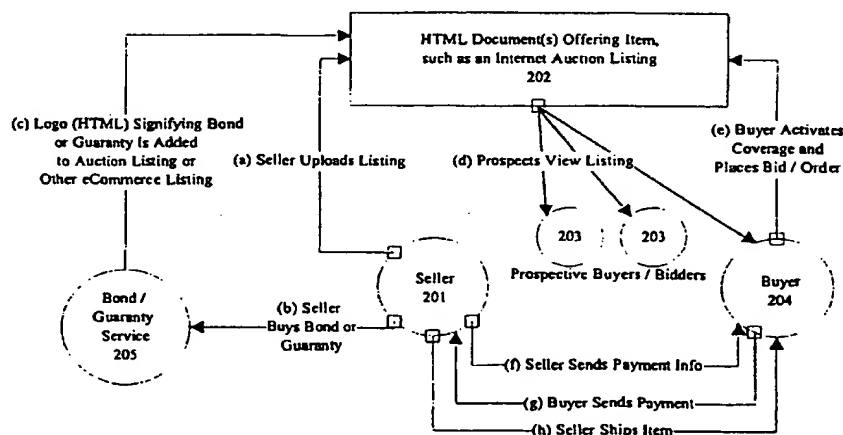 HTML Document(s) Offering Item,
such as an Internet Auction Listing
202
(c) Logo (HTML) Signifying Bond
or Guaranty Is Added
to Auction Listing or
Other eCommerce Listing
(a) Seller Uploads Listing
(d) Prospects View Listing
(e) Buyer Activates
Coverage and
Places Bid / Order
203
203
Prospective Buyers / Bidders
Seller
201
Buyer
204
Bond /
Guaranty
Service
205
(b) Seller
Buys Bond or
Guaranty
(f) Seller Sends Payment Info
(g) Buyer Sends Payment
(h) Seller Ships Item